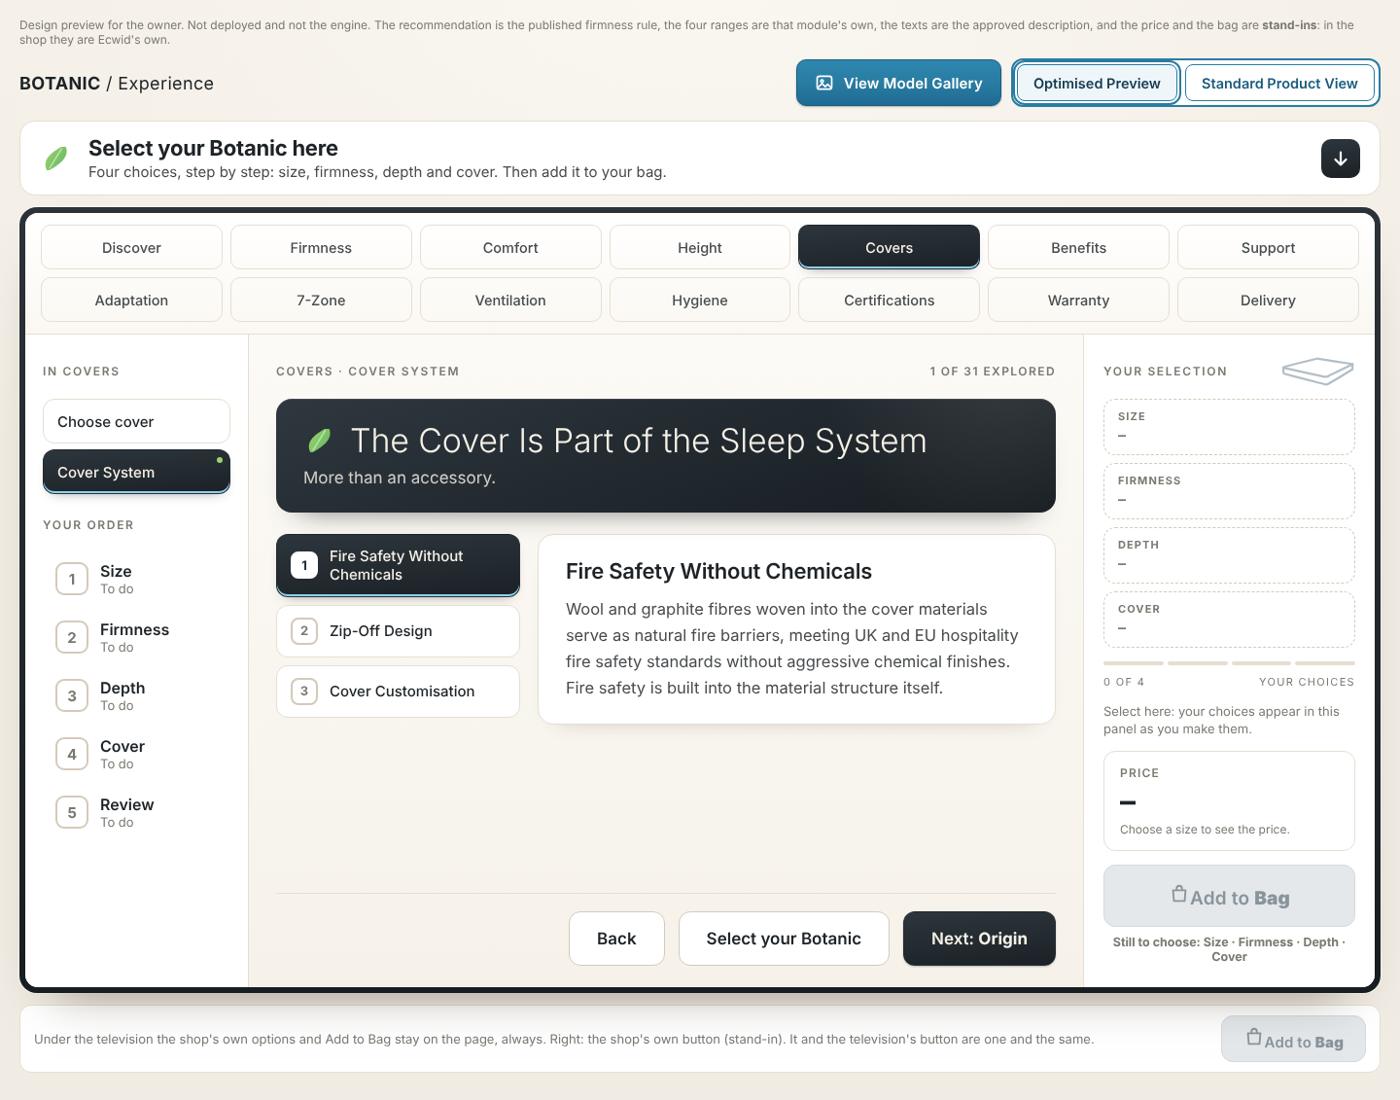 Design preview for the owner. Not deployed and not the engine. The recommendation is the published firmness rule, the four ranges are that module's own, the texts are the approved description, and the price and the bag are stand-ins: in the
shop they are Ecwid's own.
BOTANIC / Experience
View Model Gallery
Optimised Preview
Standard Product View
Select your Botanic here
Four choices, step by step: size, firmness, depth and cover. Then add it to your bag.
Discover
Firmness
Comfort
Height
Covers
Benefits
Support
Adaptation
7-Zone
Ventilation
Hygiene
Certifications
Warranty
Delivery
IN COVERS
Choose cover
Cover System
YOUR ORDER
1
Size
To do
2
Firmness
To do
3
Depth
To do
4
Cover
To do
5
Review
To do
COVERS · COVER SYSTEM
1 OF 31 EXPLORED
The Cover Is Part of the Sleep System
More than an accessory.
1
Fire Safety Without
Chemicals
2
Zip-Off Design
3
Cover Customisation
Fire Safety Without Chemicals
Wool and graphite fibres woven into the cover materials
serve as natural fire barriers, meeting UK and EU hospitality
fire safety standards without aggressive chemical finishes.
Fire safety is built into the material structure itself.
Back
Select your Botanic
Next: Origin
YOUR SELECTION
SIZE
–
FIRMNESS
–
DEPTH
–
COVER
–
0 OF 4
YOUR CHOICES
Select here: your choices appear in this
panel as you make them.
PRICE
–
Choose a size to see the price.
Add to Bag
Still to choose: Size · Firmness · Depth ·
Cover
Under the television the shop's own options and Add to Bag stay on the page, always. Right: the shop's own button (stand-in). It and the television's button are one and the same.
Add to Bag